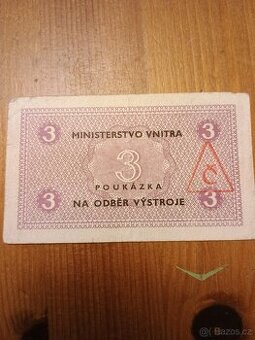 3 3
MINISTERSTVO VNITRA
3
POUKÁZKA
Č
NA ODBĚR VÝSTROJE
3 3
Bazos.cz